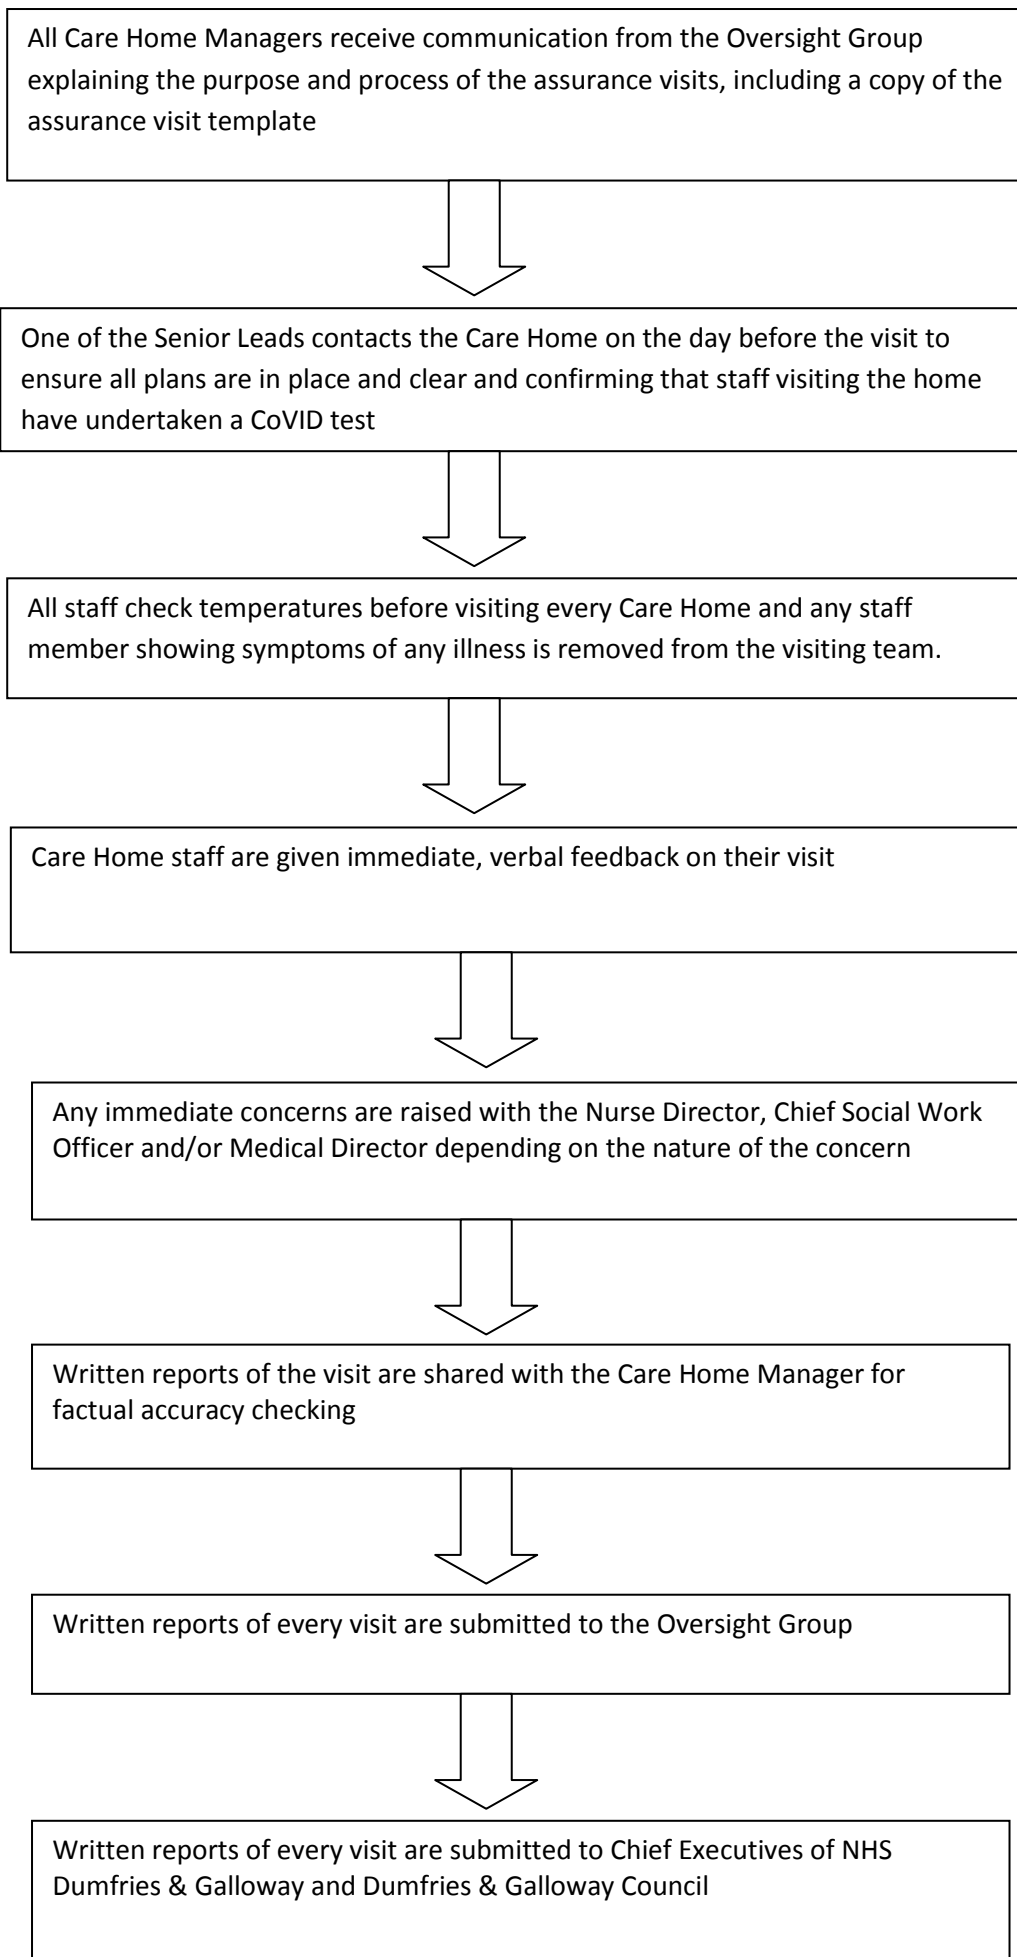 All Care Home Managers receive communication from the Oversight Group
explaining the purpose and process of the assurance visits, including a copy of the
assurance visit template
One of the Senior Leads contacts the Care Home on the day before the visit to
ensure all plans are in place and clear and confirming that staff visiting the home
have undertaken a CoVID test
All staff check temperatures before visiting every Care Home and any staff
member showing symptoms of any illness is removed from the visiting team.
Care Home staff are given immediate, verbal feedback on their visit
Any immediate concerns are raised with the Nurse Director, Chief Social Work
Officer and/or Medical Director depending on the nature of the concern
Written reports of the visit are shared with the Care Home Manager for
factual accuracy checking
Written reports of every visit are submitted to the Oversight Group
Written reports of every visit are submitted to Chief Executives of NHS
Dumfries & Galloway and Dumfries & Galloway Council